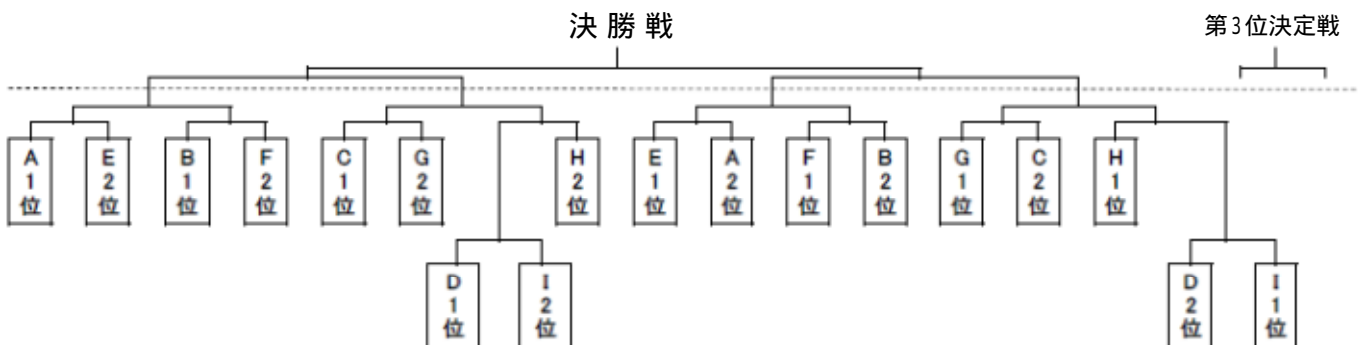 決勝戦
第3位決定戦
A1位
E2位
B1位
F2位
C1位
G2位
H2位
E1位
A2位
F1位
B2位
G1位
C2位
H1位
D1位
I2位
D2位
I1位